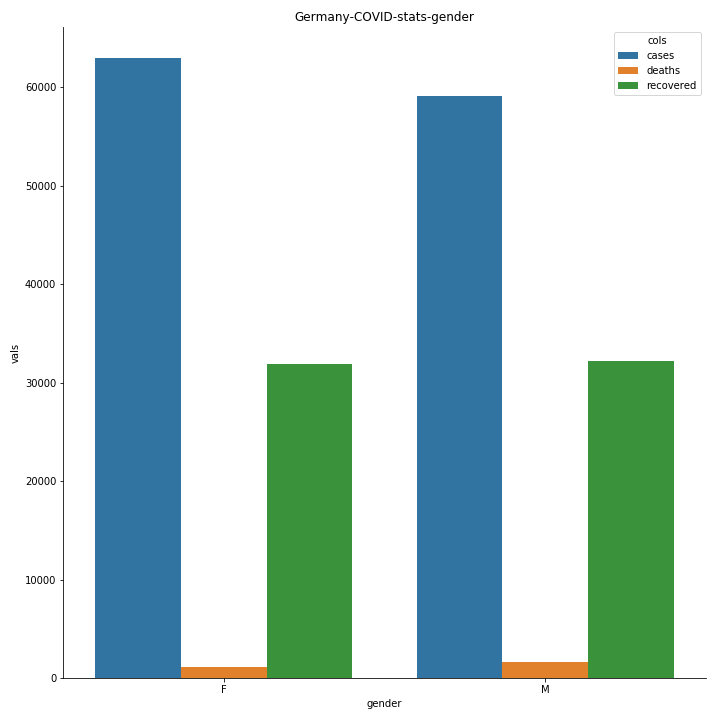 Germany-COVID-stats-gender
cols
cases
deaths
recovered
60000
50000
40000
30000
20000
10000
0
vals
F
M
gender